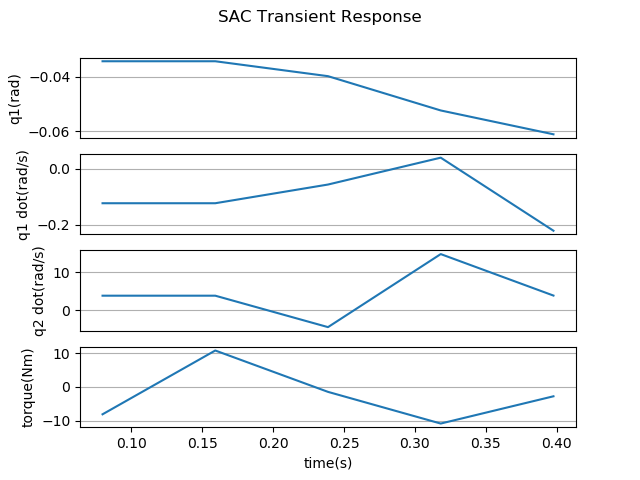 SAC Transient Response
q1(rad)
−0.04
−0.06
q1 dot(rad/s)
0.0
−0.2
q2 dot(rad/s)
10
0
torque(Nm)
10
0
−10
0.10 0.15 0.20 0.25 0.30 0.35 0.40
time(s)